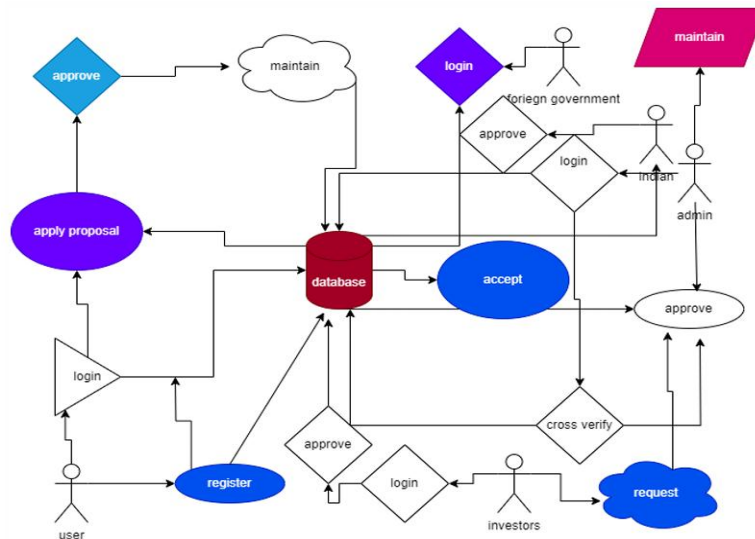 maintain
approve
maintain
login
foriegn government
approve
login
Indian
admin
apply proposal
database
accept
approve
login
cross verify
approve
register
login
request
user
investors